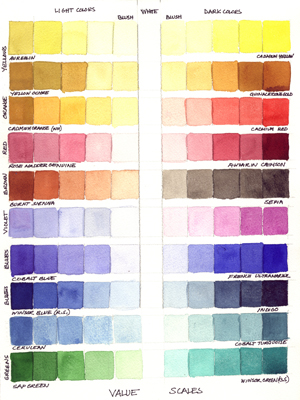 LIGHT COLORS WHITE DARK COLORS
BLUSH BLUSH
YELLOWS
AUREOLIN CADMIUM YELLOW
YELLOW OCHRE QUINACRIDONE GOLD
ORANGE
CADMIUM ORANGE CADMIUM RED
RED
ROSE MADDER GENUINE ALIZARIN CRIMSON
BROWN
BURNT SIENNA SEPIA
VIOLET
BLUES
COBALT BLUE FRENCH ULTRAMARINE
BLUES
WINSOR BLUE (R.S.) INDIGO
CERULEAN COBALT TURQUOISE
GREENS
SAP GREEN WINSOR GREEN (B.S.)
VALUE SCALES